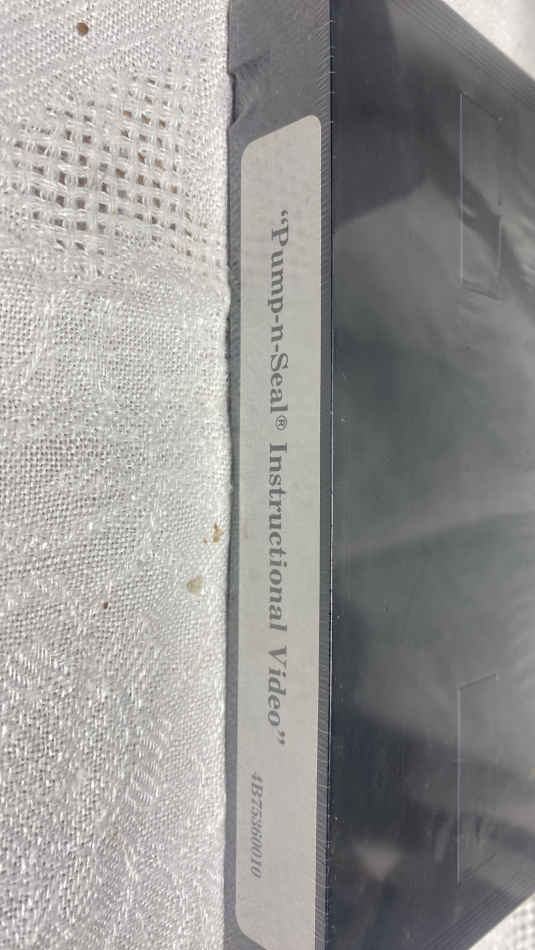 “Pump-n-Seal® Instructional Video”
4B75360010